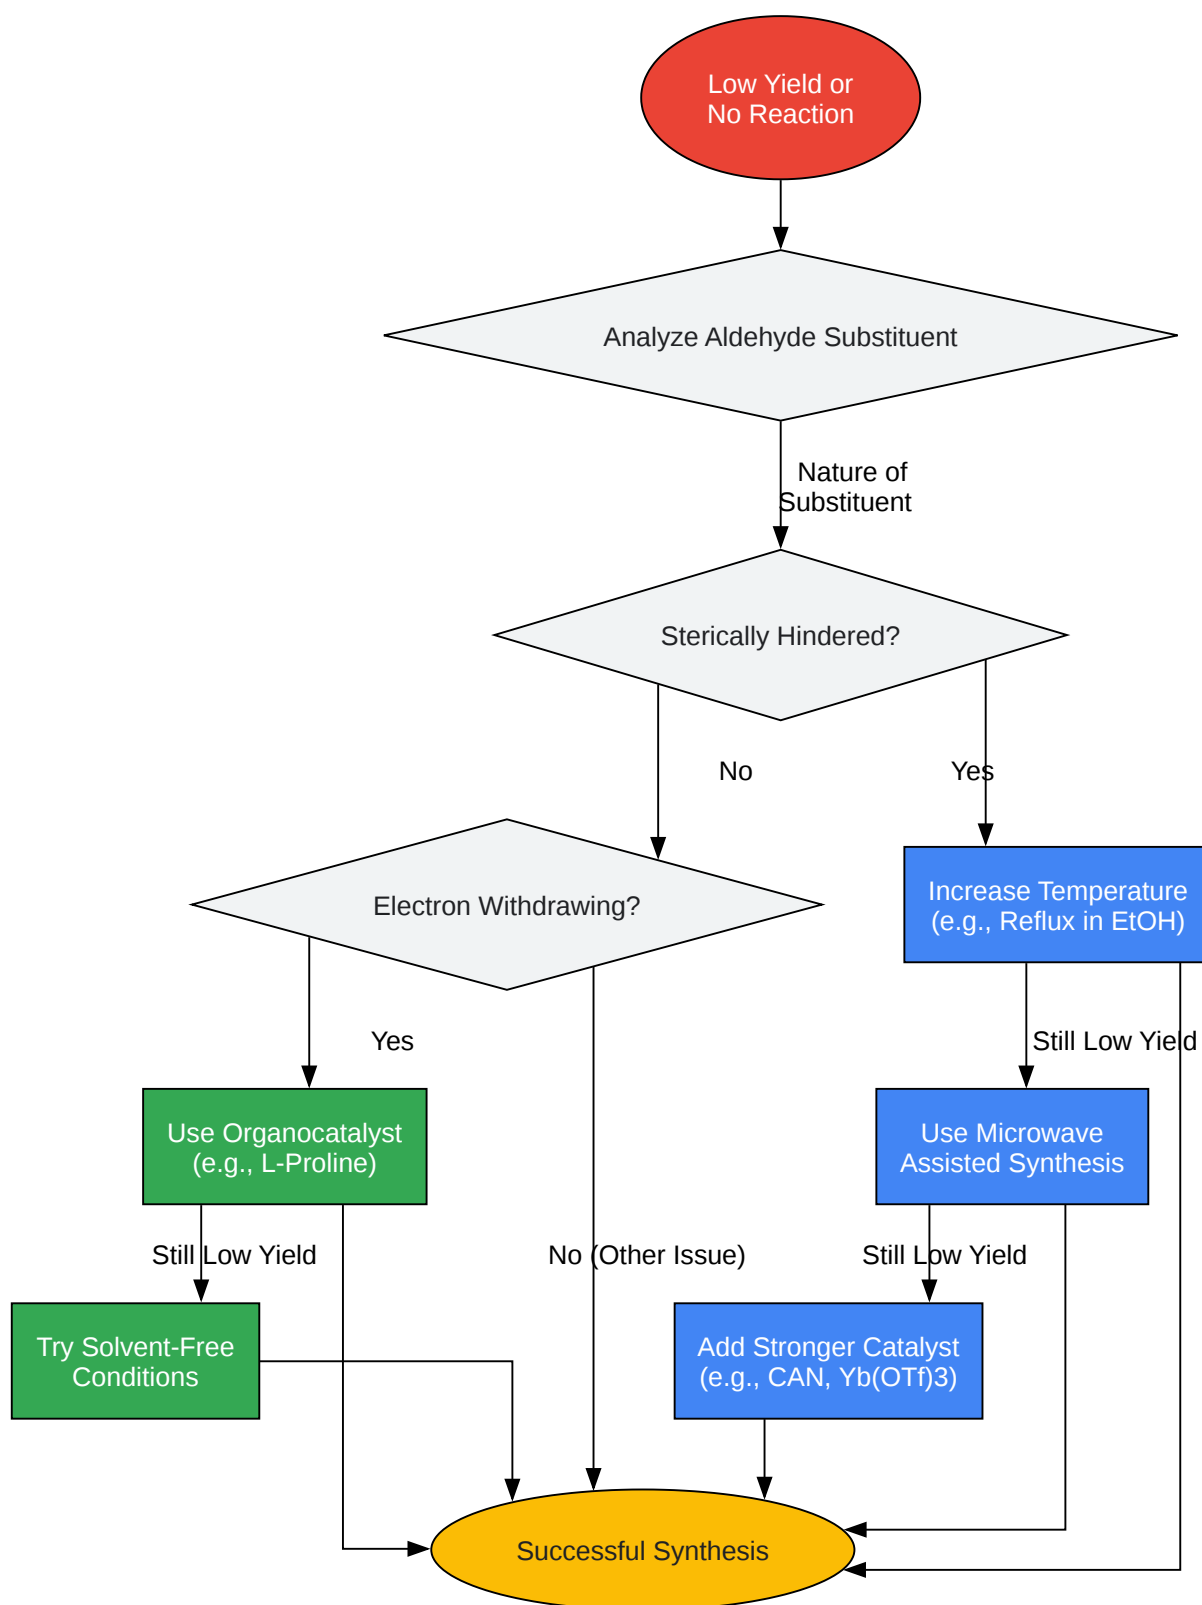 Low Yield or
No Reaction
Analyze Aldehyde Substituent
Nature of
Substituent
Sterically Hindered?
No
Yes
Electron Withdrawing?
Increase Temperature
(e.g., Reflux in EtOH)
Yes
Still Low Yield
Use Organocatalyst
(e.g., L-Proline)
Use Microwave
Assisted Synthesis
Still Low Yield
No (Other Issue)
Still Low Yield
Try Solvent-Free
Conditions
Add Stronger Catalyst
(e.g., CAN, Yb(OTf)3)
Successful Synthesis